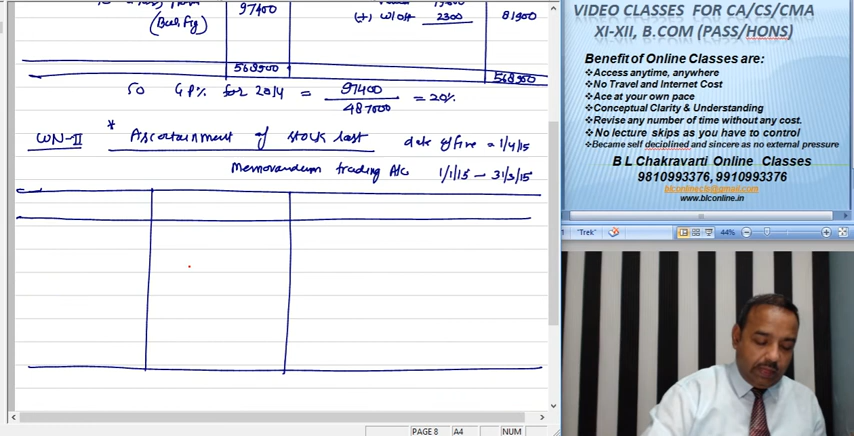 97400
(Bal. Fig)
(+) W/off 2300
81900
568900
568900
So G.P% for 2014 = 97400 / 487000 = 20%
WN-II * Ascertainment of stock lost date of fire = 1/4/15
Memorandum trading A/c 1/1/15 – 31/3/15
PAGE 8 A4 NUM
VIDEO CLASSES FOR CA/CS/CMA
XI-XII, B.COM (PASS/HONS)
Benefit of Online Classes are:
➤Access anytime, anywhere
➤No Travel and Internet Cost
➤Ace at your own pace
➤Conceptual Clarity & Understanding
➤Revise any number of time without any cost.
➤No lecture skips as you have to control
➤Became self deciplined and sincere as no external pressure
B L Chakravarti Online Classes
9810993376, 9910993376
blconlinecls@gmail.com
www.blconline.in
"Trek" 44%